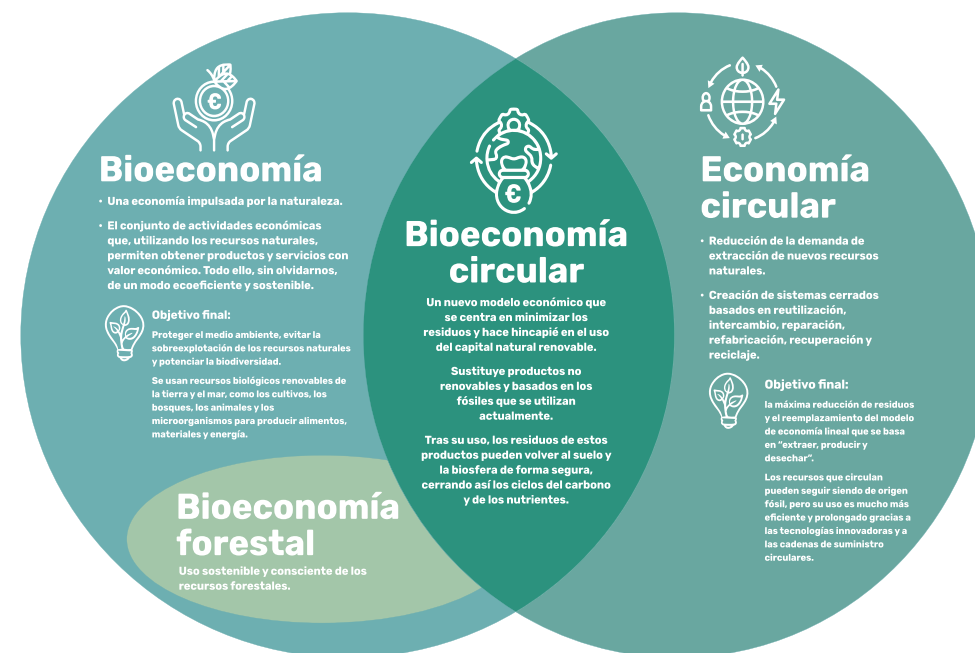 Bioeconomía
• Una economía impulsada por la naturaleza.
• El conjunto de actividades económicas
que, utilizando los recursos naturales,
permiten obtener productos y servicios con
valor económico. Todo ello, sin olvidarnos,
de un modo ecoeficiente y sostenible.
Objetivo final:
Proteger el medio ambiente, evitar la
sobreexplotación de los recursos naturales
y potenciar la biodiversidad.
Se usan recursos biológicos renovables de
la tierra y el mar, como los cultivos, los
bosques, los animales y los
microorganismos para producir alimentos,
materiales y energía.
Bioeconomía
forestal
Uso sostenible y consciente de los
recursos forestales.
€
€
Bioeconomía
circular
Un nuevo modelo económico que
se centra en minimizar los
residuos y hace hincapié en el uso
del capital natural renovable.
Sustituye productos no
renovables y basados en los
fósiles que se utilizan
actualmente.
Tras su uso, los residuos de estos
productos pueden volver al suelo y
la biosfera de forma segura,
cerrando así los ciclos del carbono
y de los nutrientes.
Economía
circular
• Reducción de la demanda de
extracción de nuevos recursos
naturales.
• Creación de sistemas cerrados
basados en reutilización,
intercambio, reparación,
refabricación, recuperación y
reciclaje.
Objetivo final:
la máxima reducción de residuos
y el reemplazamiento del modelo
de economía lineal que se basa
en "extraer, producir y
desechar".
Los recursos que circulan
pueden seguir siendo de origen
fósil, pero su uso es mucho más
eficiente y prolongado gracias a
las tecnologías innovadoras y a
las cadenas de suministro
circulares.